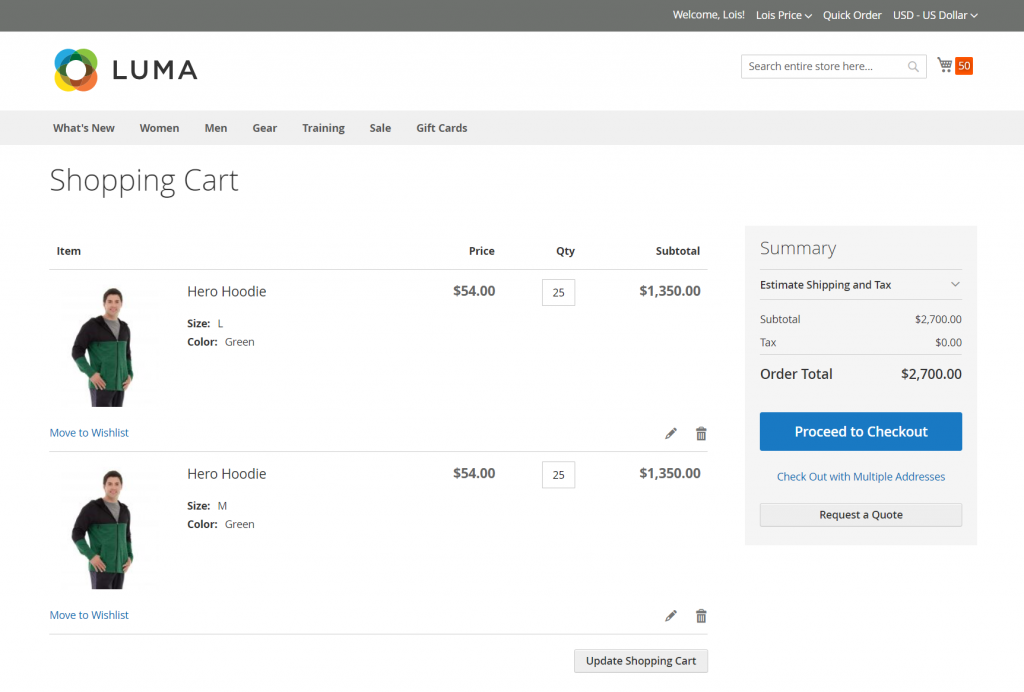 Welcome, Lois! Lois Price Quick Order USD - US Dollar
LUMA
Search entire store here...
50
What's New Women Men Gear Training Sale Gift Cards
Shopping Cart
Item Price Qty Subtotal
Hero Hoodie $54.00 25 $1,350.00
Size: L
Color: Green
Move to Wishlist
Hero Hoodie $54.00 25 $1,350.00
Size: M
Color: Green
Move to Wishlist
Update Shopping Cart
Summary
Estimate Shipping and Tax
Subtotal $2,700.00
Tax $0.00
Order Total $2,700.00
Proceed to Checkout
Check Out with Multiple Addresses
Request a Quote